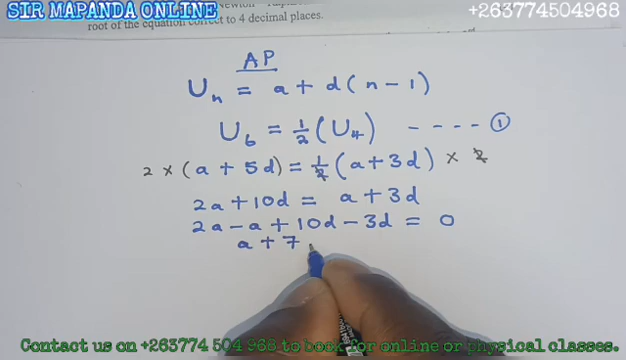 SIR MAPANDA ONLINE
+263774504968
root of the equation correct to 4 decimal places.
AP
Uₙ = a + d(n - 1)
U₆ = ½(U₄) ---- ①
2 × (a + 5d) = ½(a + 3d) × 2
2a + 10d = a + 3d
2a - a + 10d - 3d = 0
a + 7
Contact us on +263774 504 968 to book for online or physical classes.